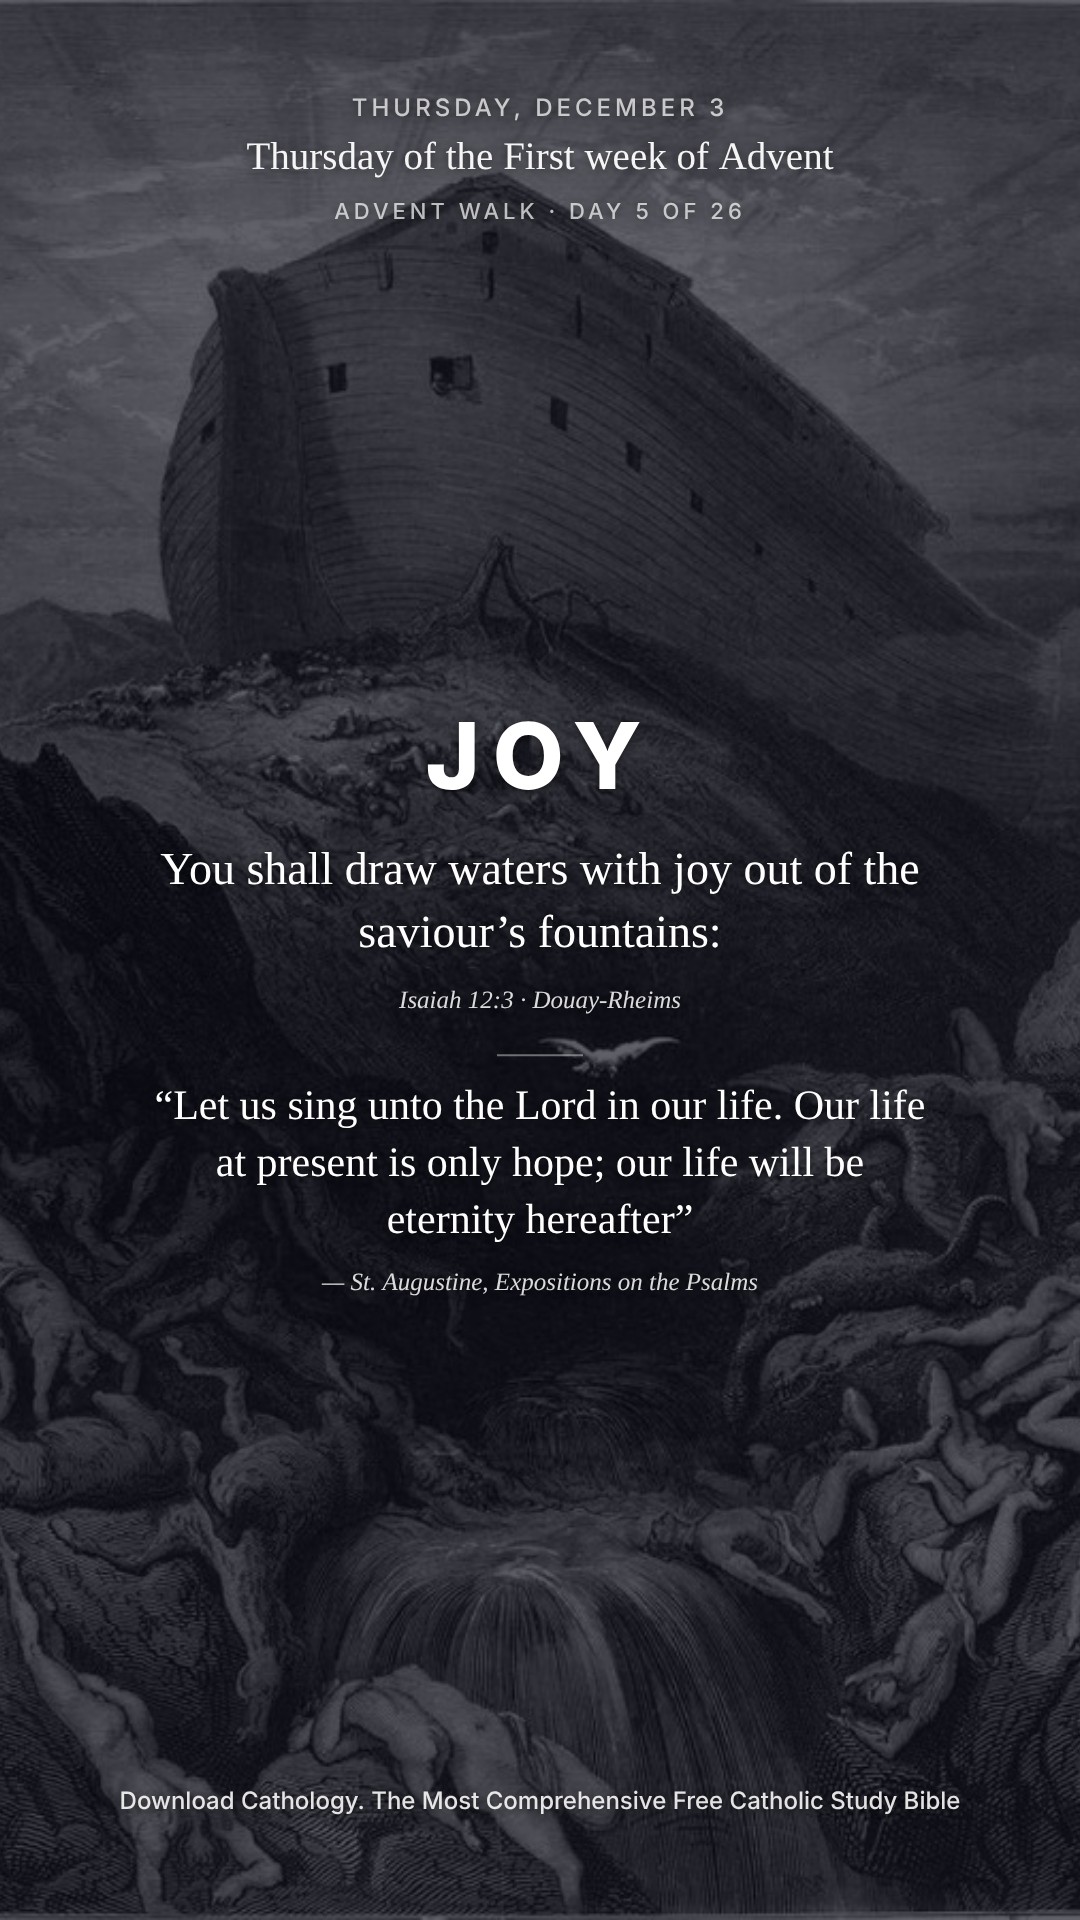 THURSDAY, DECEMBER 3
Thursday of the First week of Advent
ADVENT WALK · DAY 5 OF 26
JOY
You shall draw waters with joy out of the
saviour’s fountains:
Isaiah 12:3 · Douay-Rheims
“Let us sing unto the Lord in our life. Our life
at present is only hope; our life will be
eternity hereafter”
— St. Augustine, Expositions on the Psalms
Download Cathology. The Most Comprehensive Free Catholic Study Bible